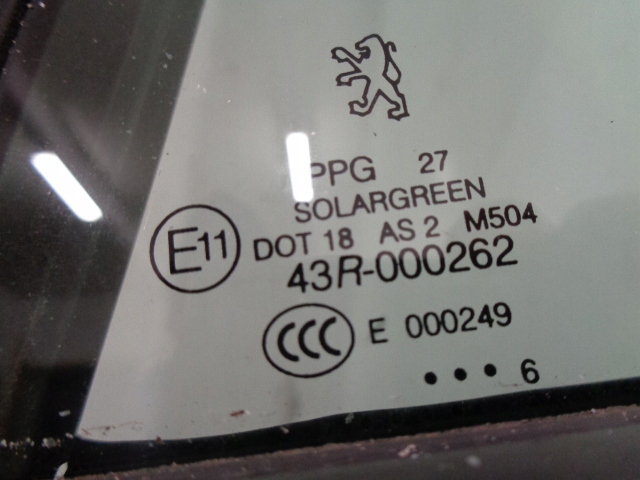 PPG 27
SOLARGREEN
E11 DOT 18 AS 2 M504
43R-000262
CCC E 000249
••• 6